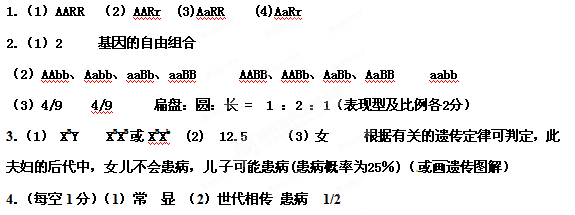 1. (1) AARR (2) AARr (3)AaRR (4)AaRr
2. (1) 2 基因的自由组合
(2) AAbb、Aabb、aaBb、aaBB AABB、AABb、AaBb、AaBB aabb
(3) 4/9 4/9 扁盘：圆：长 = 1 : 2 : 1 (表现型及比例各2分)
3. (1) XY XX或XX (2) 12.5 (3) 女 根据有关的遗传定律可判定，此
夫妇的后代中，女儿不会患病，儿子可能患病(患病概率为25%) (或画遗传图解)
4. (每空1分) (1) 常 显 (2) 世代相传 患病 1/2